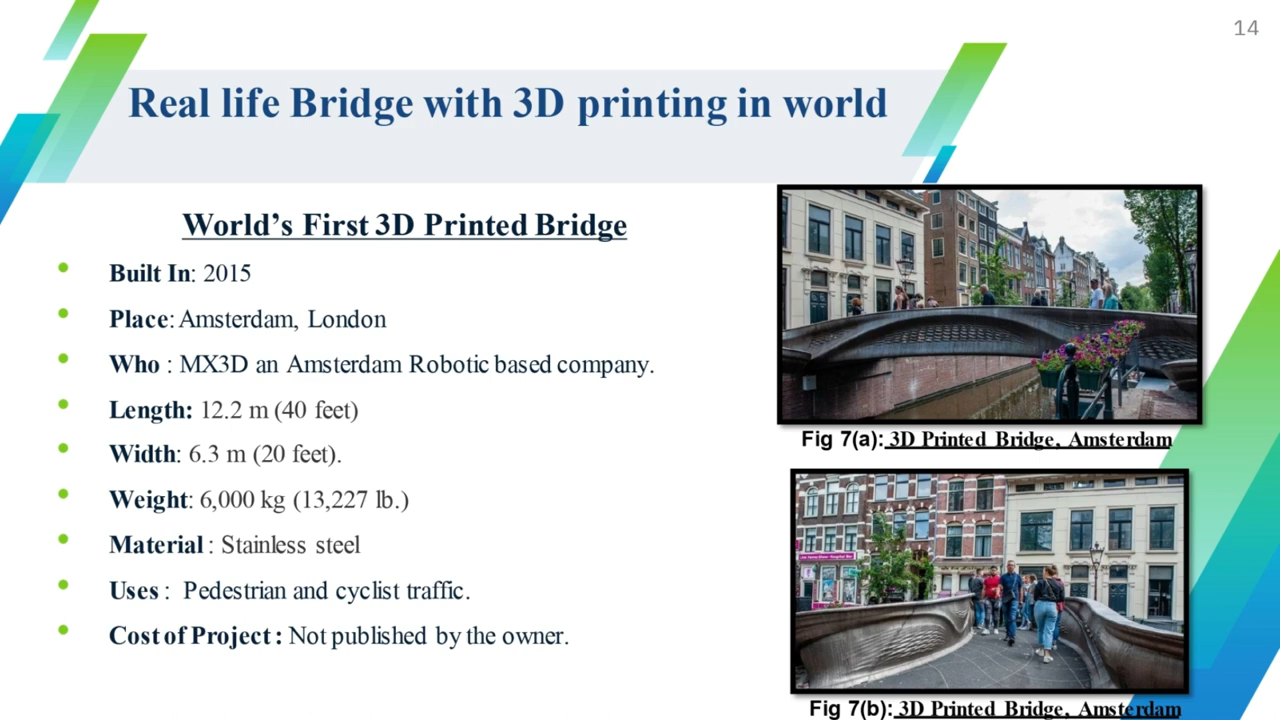 14
Real life Bridge with 3D printing in world
World’s First 3D Printed Bridge
• Built In: 2015
• Place: Amsterdam, London
• Who : MX3D an Amsterdam Robotic based company.
• Length: 12.2 m (40 feet)
• Width: 6.3 m (20 feet).
• Weight: 6,000 kg (13,227 lb.)
• Material : Stainless steel
• Uses : Pedestrian and cyclist traffic.
• Cost of Project : Not published by the owner.
Fig 7(a): 3D Printed Bridge, Amsterdam
Fig 7(b): 3D Printed Bridge, Amsterdam